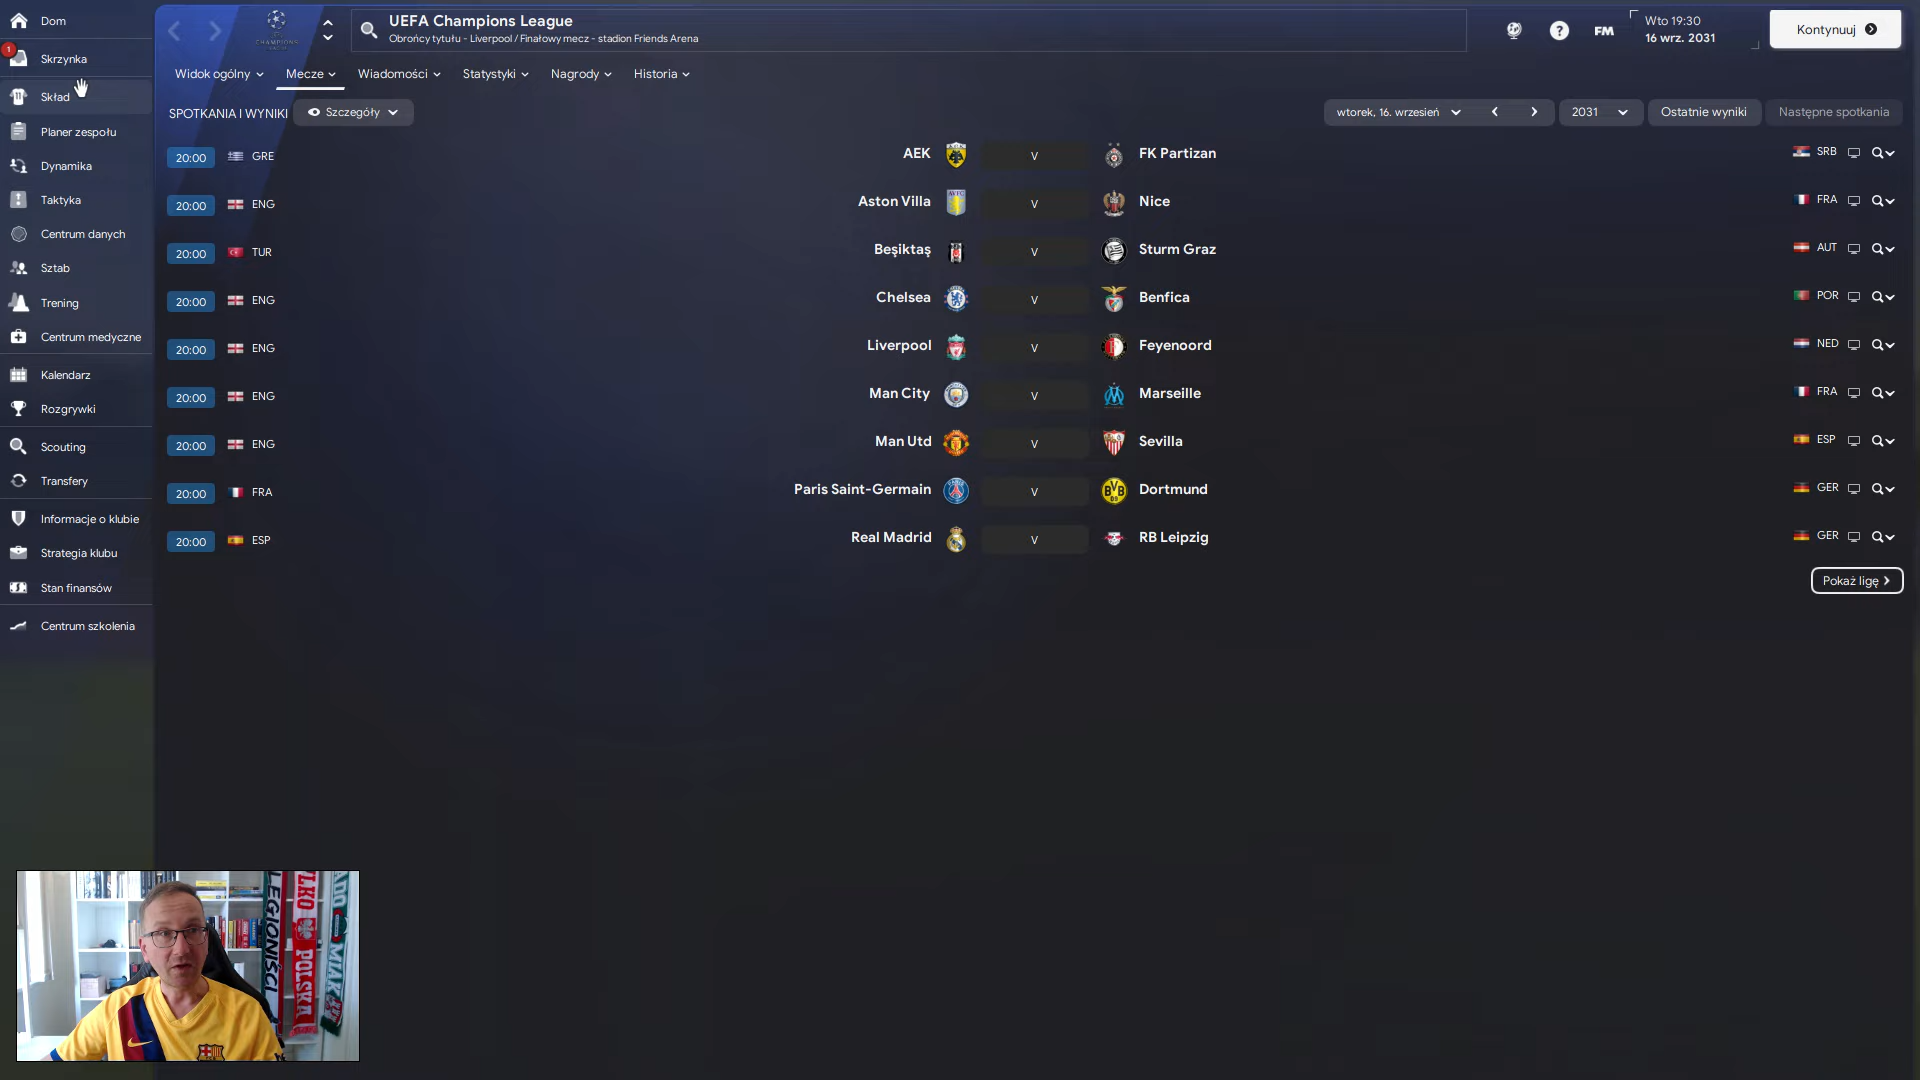 Dom
1
Skrzynka
Skład
Planer zespołu
Dynamika
Taktyka
Centrum danych
Sztab
Trening
Centrum medyczne
Kalendarz
Rozgrywki
Scouting
Transfery
Informacje o klubie
Strategia klubu
Stan finansów
Centrum szkolenia
UEFA Champions League
Obrońcy tytułu - Liverpool / Finałowy mecz - stadion Friends Arena
FM
Wto 19:30
16 wrz. 2031
Kontynuuj
Widok ogólny
Mecze
Wiadomości
Statystyki
Nagrody
Historia
SPOTKANIA I WYNIKI
Szczegóły
wtorek, 16. wrzesień
2031
Ostatnie wyniki
Następne spotkania
20:00 GRE AEK V FK Partizan SRB
20:00 ENG Aston Villa V Nice FRA
20:00 TUR Beşiktaş V Sturm Graz AUT
20:00 ENG Chelsea V Benfica POR
20:00 ENG Liverpool V Feyenoord NED
20:00 ENG Man City V Marseille FRA
20:00 ENG Man Utd V Sevilla ESP
20:00 FRA Paris Saint-Germain V Dortmund GER
20:00 ESP Real Madrid V RB Leipzig GER
Pokaż ligę
LEGIONIŚCI
POLSKA